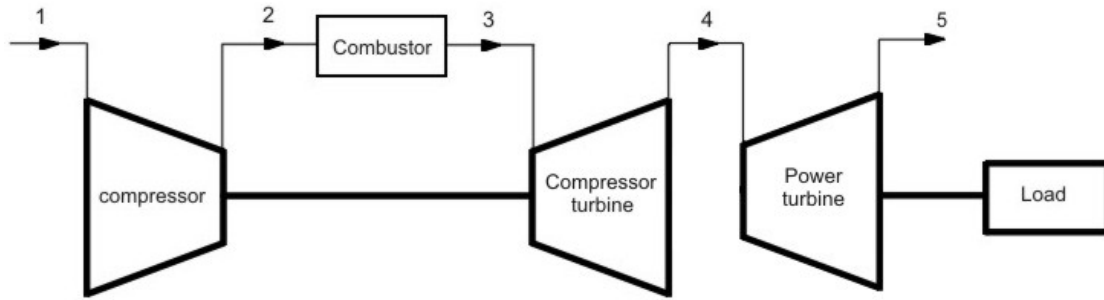 1
2
3
4
5
Combustor
compressor
Compressor
turbine
Power
turbine
Load